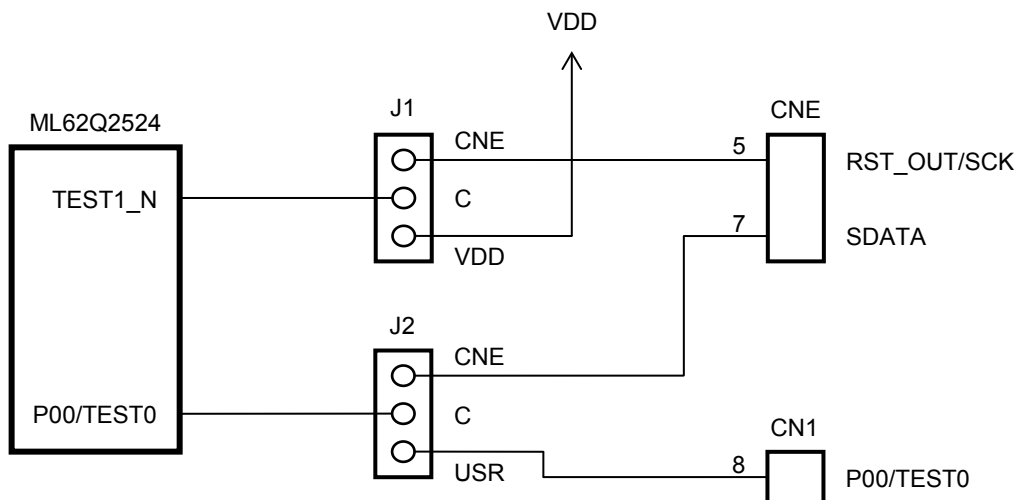 VDD
J1
CNE
ML62Q2524
CNE
5
RST_OUT/SCK
TEST1_N
C
7
SDATA
VDD
J2
CNE
P00/TEST0
C
CN1
USR
8
P00/TEST0